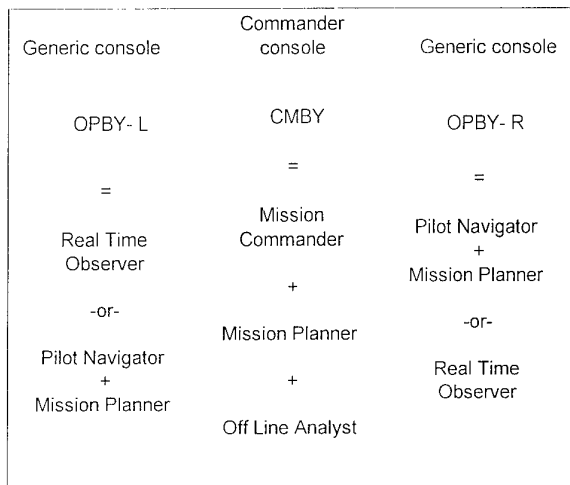 Generic console
OPBY- L
=
Real Time
Observer
-or-
Pilot Navigator
+
Mission Planner
Commander
console
CMBY
=
Mission
Commander
+
Mission Planner
+
Off Line Analyst
Generic console
OPBY- R
=
Pilot Navigator
+
Mission Planner
-or-
Real Time
Observer